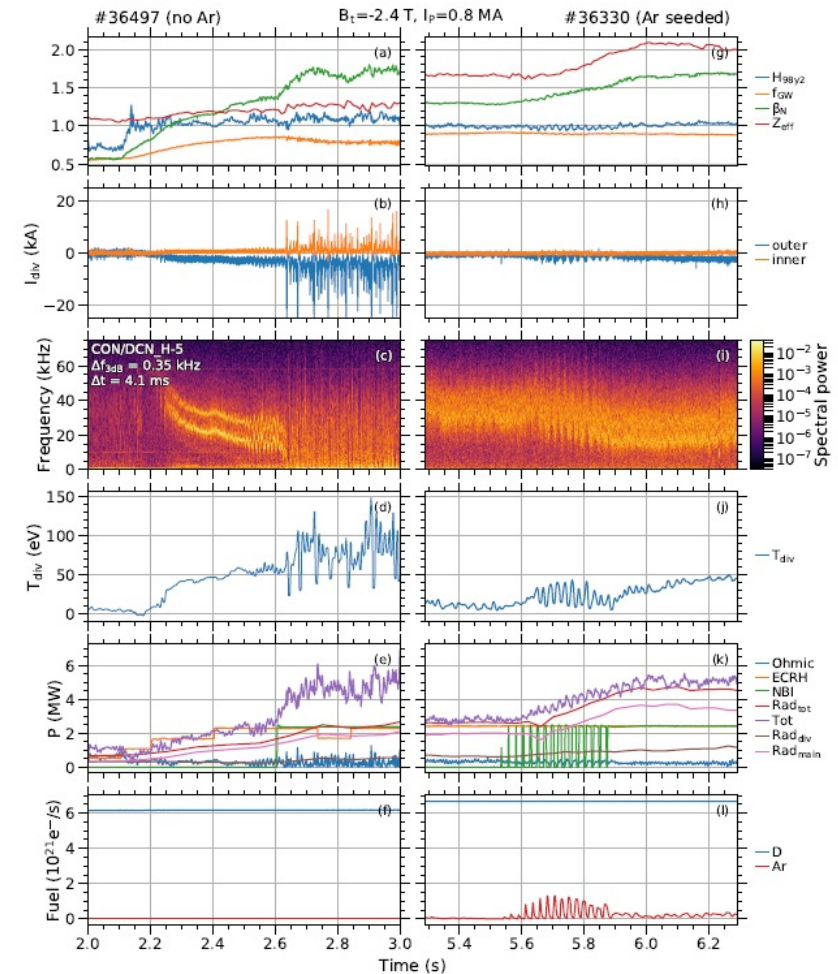 #36497 (no Ar) B_t=-2.4 T, I_P=0.8 MA #36330 (Ar seeded)
2.0
1.5
1.0
0.5
(a)
(g)
H_98y2
f_GW
β_N
Z_eff
I_div (kA)
20
0
−20
(b)
(h)
outer
inner
Frequency (kHz)
60
40
20
0
CON/DCN_H-5
Δf_3dB = 0.35 kHz
Δt = 4.1 ms
(c)
(i)
10^−2
10^−3
10^−4
10^−5
10^−6
10^−7
Spectral power
T_div (eV)
150
100
50
0
(d)
(j)
T_div
P (MW)
6
4
2
0
(e)
(k)
Ohmic
ECRH
NBI
Rad_tot
Tot
Rad_div
Rad_main
Fuel (10^21 e^−/s)
6
4
2
0
(f)
(l)
D
Ar
2.0 2.2 2.4 2.6 2.8 3.0 5.4 5.6 5.8 6.0 6.2
Time (s)